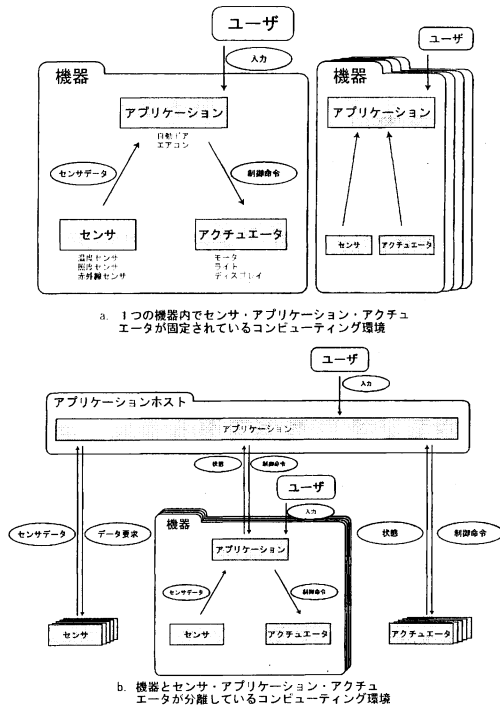 ユーザ
入力
機器
アプリケーション
自動ドア
エアコン
センサデータ
制御命令
センサ
温度センサ
照度センサ
赤外線センサ
アクチュエータ
モータ
ライト
ディスプレイ
ユーザ
機器
アプリケーション
センサ
アクチュエータ
a. 1つの機器内でセンサ・アプリケーション・アクチュ
エータが固定されているコンピューティング環境
ユーザ
入力
アプリケーションホスト
アプリケーション
状態
制御命令
ユーザ
入力
センサデータ
データ要求
機器
アプリケーション
センサデータ
制御命令
センサ
アクチュエータ
状態
制御命令
センサ
アクチュエータ
b. 機器とセンサ・アプリケーション・アクチュ
エータが分離しているコンピューティング環境